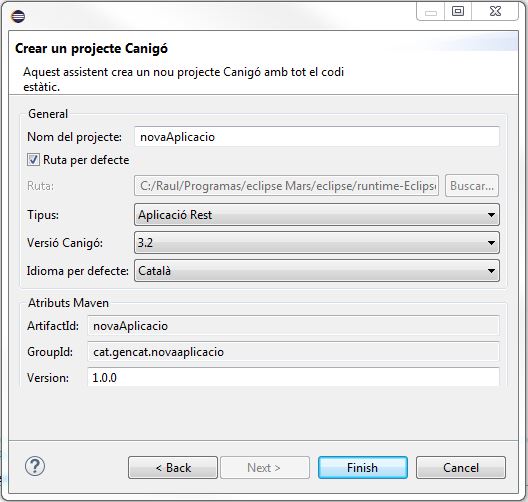 Crear un projecte Canigó
Aquest assistent crea un nou projecte Canigó amb tot el codi
estàtic.
General
Nom del projecte: novaAplicacio
Ruta per defecte
Ruta: C:/Raul/Programas/eclipse Mars/eclipse/runtime-Eclips Buscar...
Tipus: Aplicació Rest
Versió Canigó: 3.2
Idioma per defecte: Català
Atributs Maven
ArtifactId: novaAplicacio
GroupId: cat.gencat.novaaplicacio
Version: 1.0.0
? < Back Next > Finish Cancel